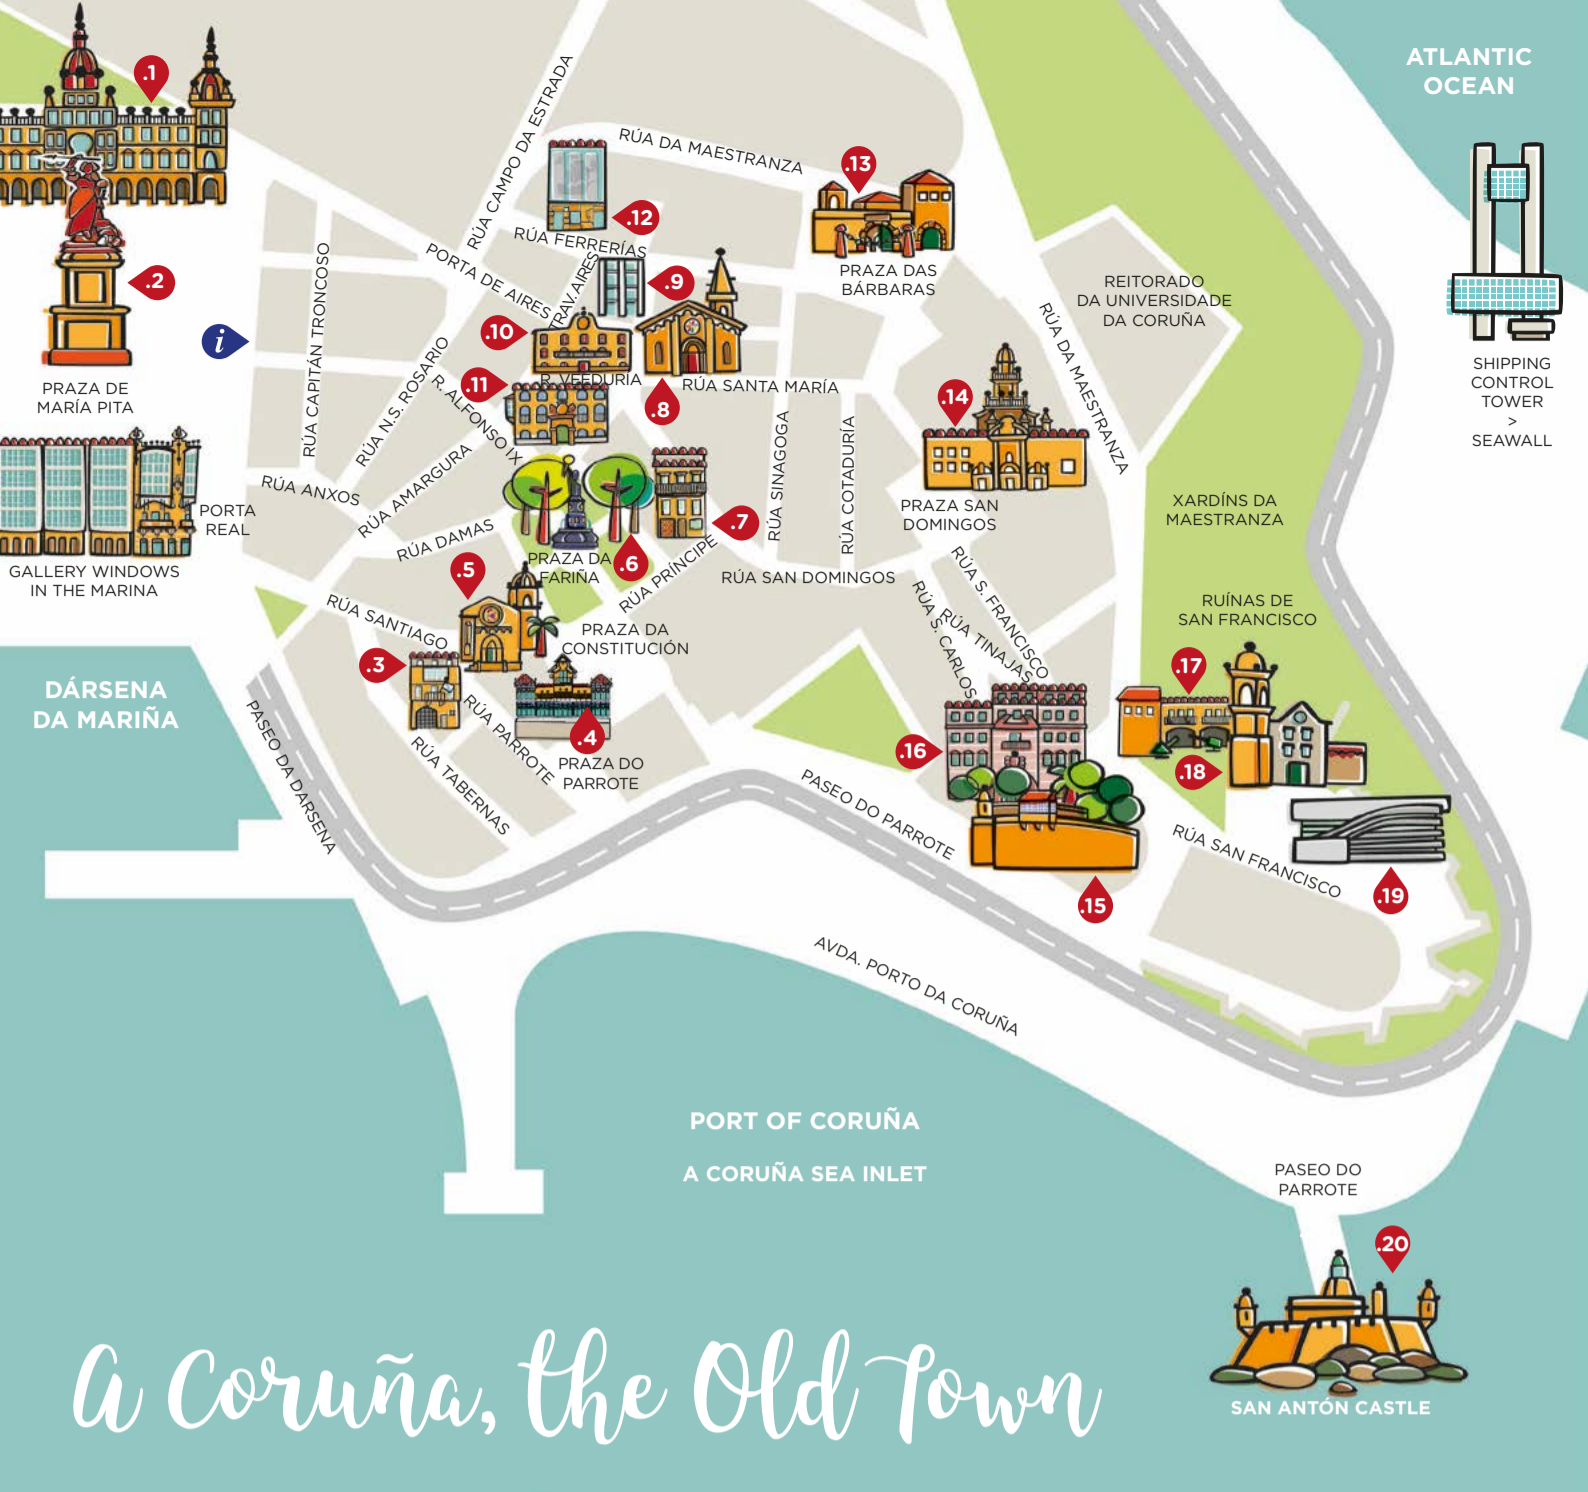 ATLANTIC
OCEAN
.1
RÚA CAMPO DA ESTRADA
RÚA DA MAESTRANZA
.13
.12
RÚA FERRERÍAS
PORTA DE AIRES
TRAV. AIRES
.2
.9
PRAZA DAS
BÁRBARAS
REITORADO
DA UNIVERSIDADE
DA CORUÑA
RÚA CAPITÁN TRONCOSO
i
.10
RÚA DA MAESTRANZA
PRAZA DE
MARÍA PITA
RÚA N.S. ROSARIO
R. ALFONSO IX
.11
R. VEEDURÍA
.8
RÚA SANTA MARÍA
.14
SHIPPING
CONTROL
TOWER
>
SEAWALL
RÚA SINAGOGA
RÚA COTADURÍA
RÚA AMARGURA
RÚA ANXOS
PORTA
REAL
PRAZA SAN
DOMINGOS
XARDÍNS DA
MAESTRANZA
GALLERY WINDOWS
IN THE MARINA
RÚA DAMAS
PRAZA DA
FARIÑA
.6
.7
RÚA PRÍNCIPE
RÚA SAN DOMINGOS
.5
RÚA S. FRANCISCO
RÚA TINAJAS
RÚA S. CARLOS
RUÍNAS DE
SAN FRANCISCO
RÚA SANTIAGO
PRAZA DA
CONSTITUCIÓN
.3
DÁRSENA
DA MARIÑA
PASEO DA DARSENA
RÚA PARROTE
RÚA TABERNAS
.4
PRAZA DO
PARROTE
.16
.17
.18
PASEO DO PARROTE
RÚA SAN FRANCISCO
.15
.19
AVDA. PORTO DA CORUÑA
PORT OF CORUÑA
A CORUÑA SEA INLET
PASEO DO
PARROTE
.20
SAN ANTÓN CASTLE
A Coruña, the Old Town